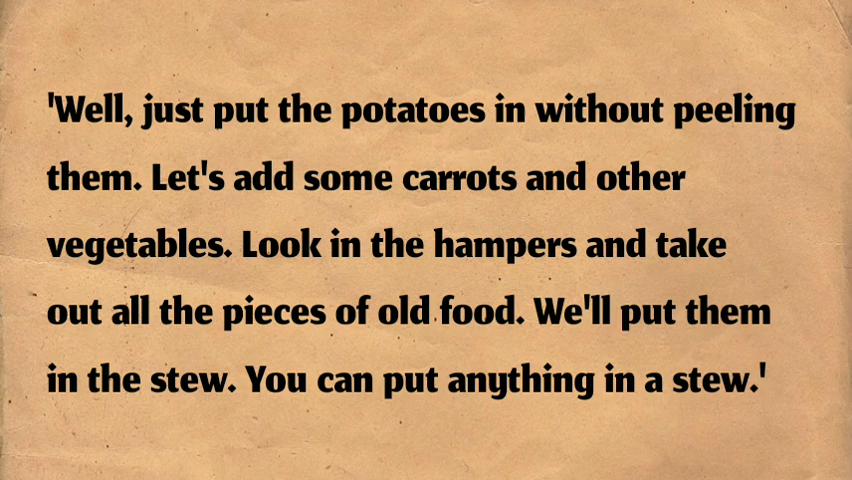 'Well, just put the potatoes in without peeling
them. Let's add some carrots and other
vegetables. Look in the hampers and take
out all the pieces of old food. We'll put them
in the stew. You can put anything in a stew.'